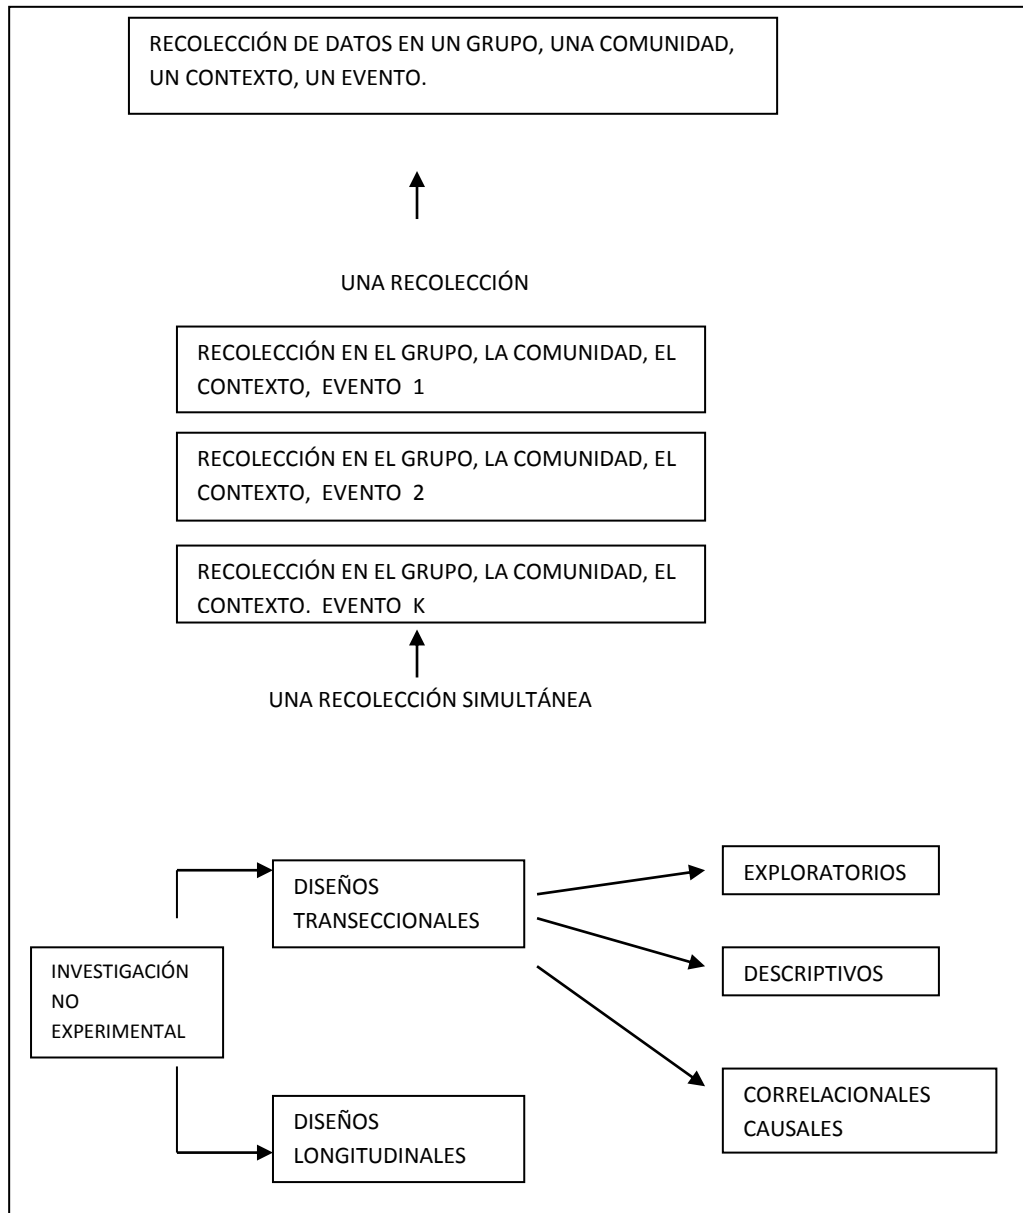 RECOLECCIÓN DE DATOS EN UN GRUPO, UNA COMUNIDAD,
UN CONTEXTO, UN EVENTO.
UNA RECOLECCIÓN
RECOLECCIÓN EN EL GRUPO, LA COMUNIDAD, EL
CONTEXTO, EVENTO 1
RECOLECCIÓN EN EL GRUPO, LA COMUNIDAD, EL
CONTEXTO, EVENTO 2
RECOLECCIÓN EN EL GRUPO, LA COMUNIDAD, EL
CONTEXTO. EVENTO K
UNA RECOLECCIÓN SIMULTÁNEA
INVESTIGACIÓN
NO
EXPERIMENTAL
DISEÑOS
TRANSECCIONALES
EXPLORATORIOS
DESCRIPTIVOS
CORRELACIONALES
CAUSALES
DISEÑOS
LONGITUDINALES